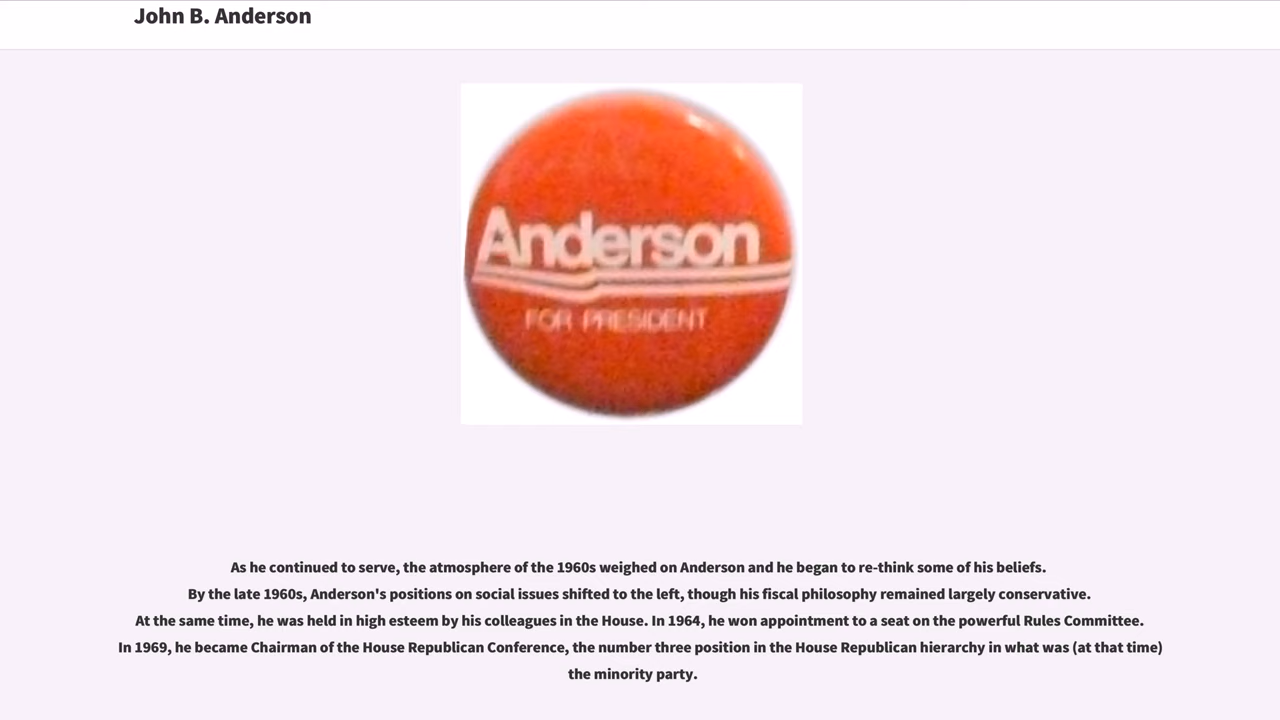 John B. Anderson
Anderson
FOR PRESIDENT
As he continued to serve, the atmosphere of the 1960s weighed on Anderson and he began to re-think some of his beliefs.
By the late 1960s, Anderson's positions on social issues shifted to the left, though his fiscal philosophy remained largely conservative.
At the same time, he was held in high esteem by his colleagues in the House. In 1964, he won appointment to a seat on the powerful Rules Committee.
In 1969, he became Chairman of the House Republican Conference, the number three position in the House Republican hierarchy in what was (at that time)
the minority party.